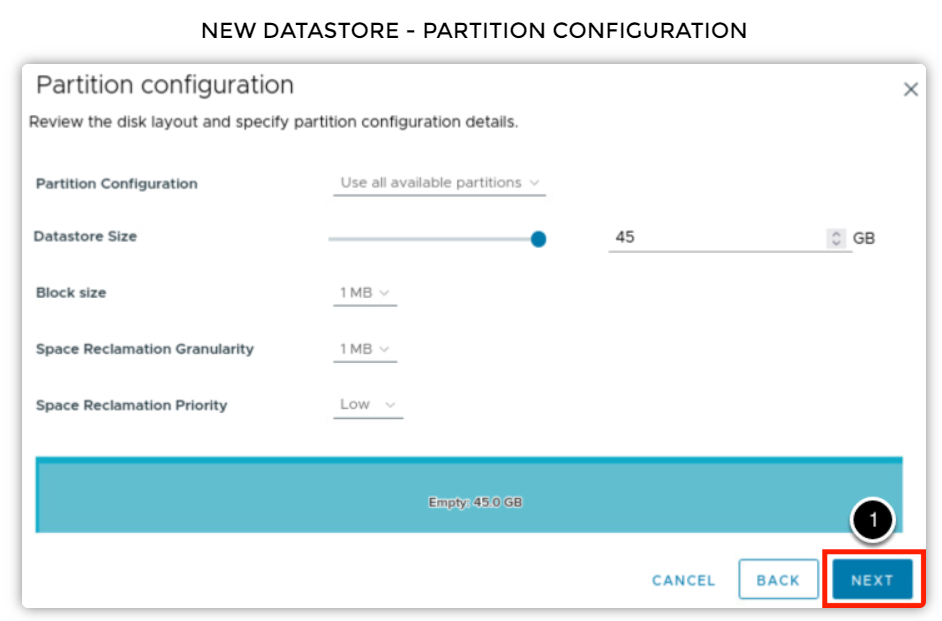 NEW DATASTORE - PARTITION CONFIGURATION
Partition configuration
Review the disk layout and specify partition configuration details.
Partition Configuration Use all available partitions
Datastore Size 45 GB
Block size 1 MB
Space Reclamation Granularity 1 MB
Space Reclamation Priority Low
Empty: 45.0 GB
1
CANCEL BACK NEXT